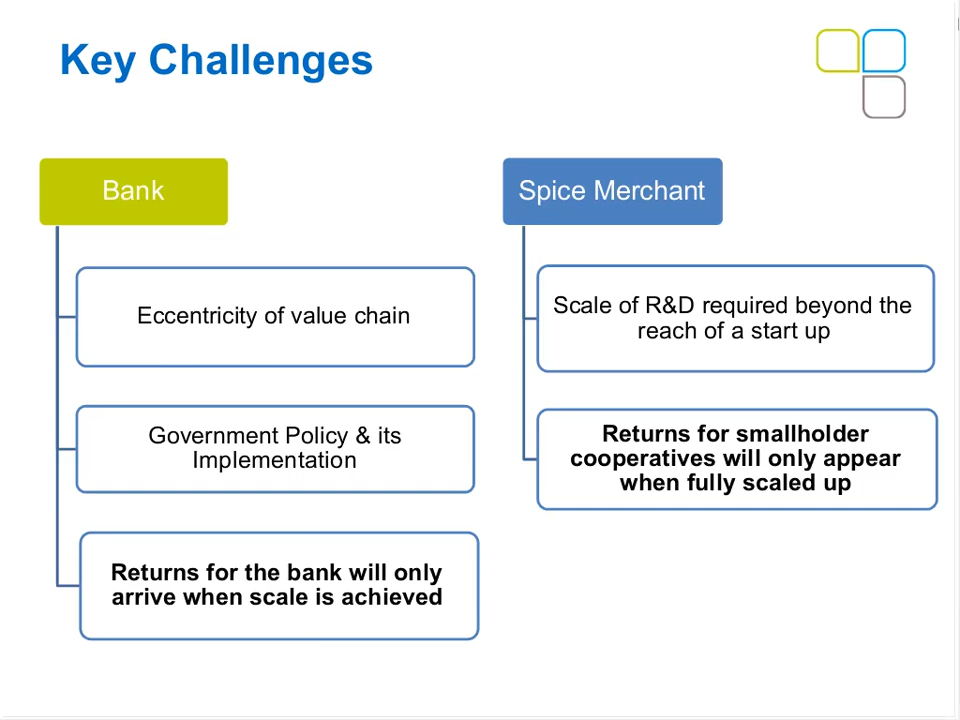 Key Challenges
Bank
Eccentricity of value chain
Government Policy & its
Implementation
Returns for the bank will only
arrive when scale is achieved
Spice Merchant
Scale of R&D required beyond the
reach of a start up
Returns for smallholder
cooperatives will only appear
when fully scaled up